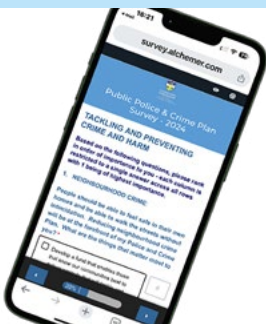 16:21
survey.alchemer.com
Public Police & Crime Plan
Survey - 2024
TACKLING AND PREVENTING
CRIME AND HARM
Based on the following questions, please rank
in order of importance to you - each column is
restricted to a single answer across all rows
with 1 being of highest importance.
1. NEIGHBOURHOOD CRIME
People should be able to feel safe in their own
homes and be able to walk the streets without
intimidation. Reducing neighbourhood crime
will be at the forefront of my Police and Crime
Plan. What are the things that matter most to
you? *
Develop a fund that enables those
that know our communities best to
20%